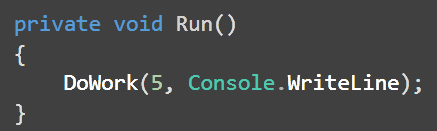 private void Run()
{
    DoWork(5, Console.WriteLine);
}